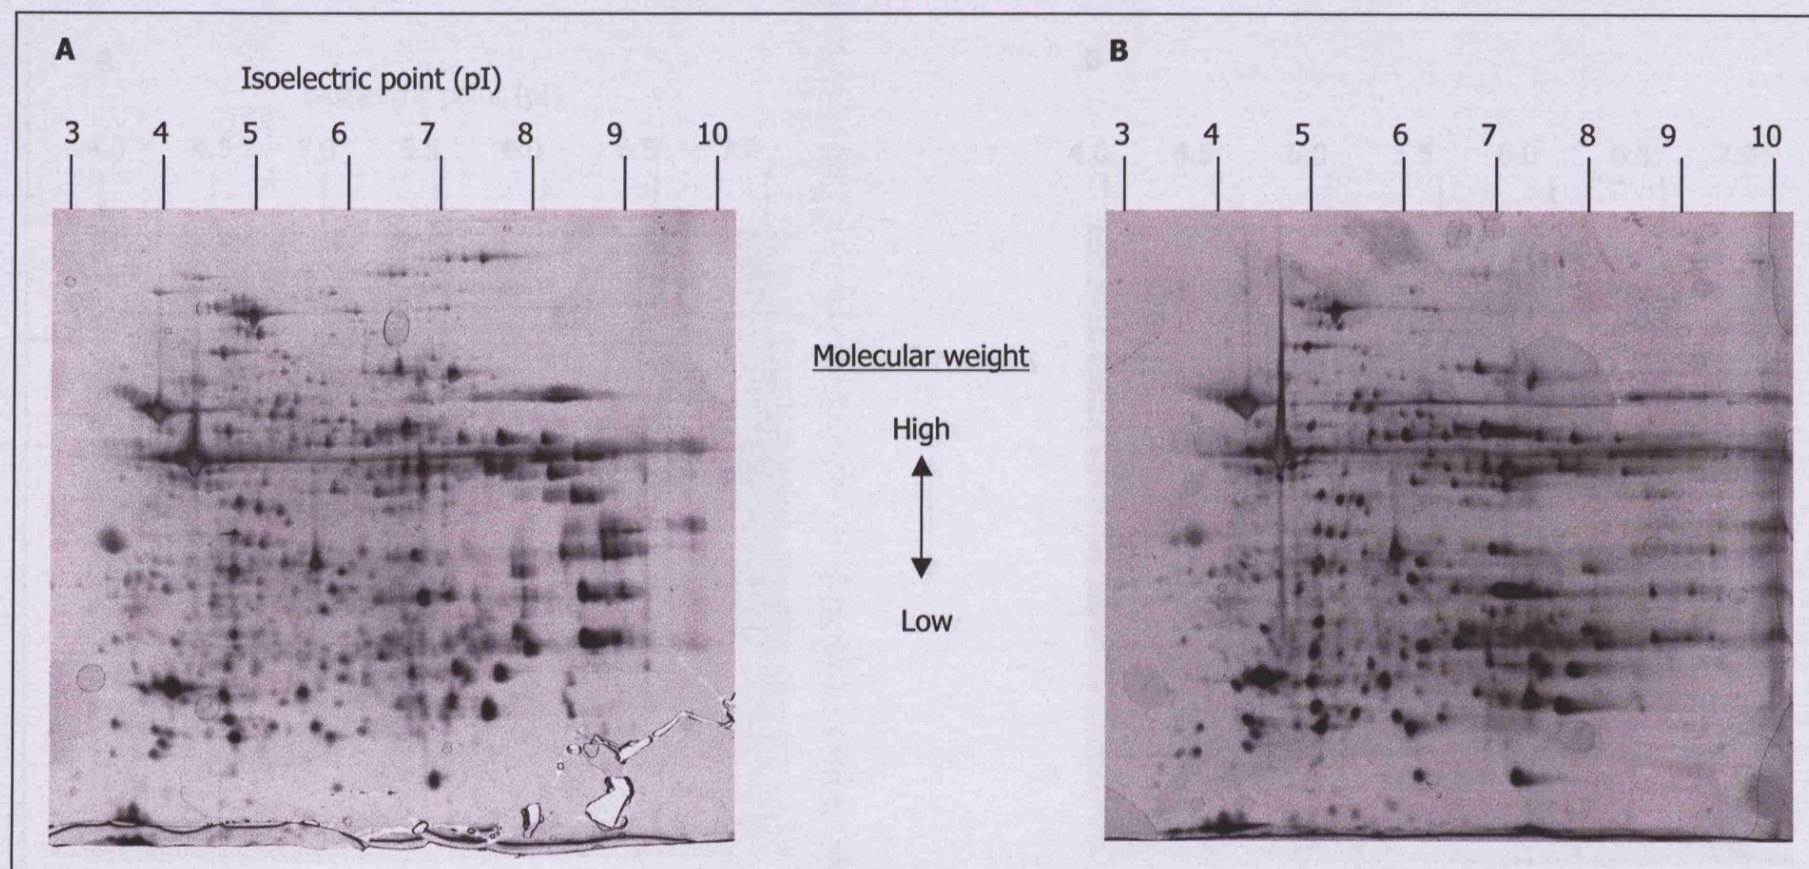 A
Isoelectric point (pI)
3 4 5 6 7 8 9 10
B
3 4 5 6 7 8 9 10
Molecular weight
High
Low